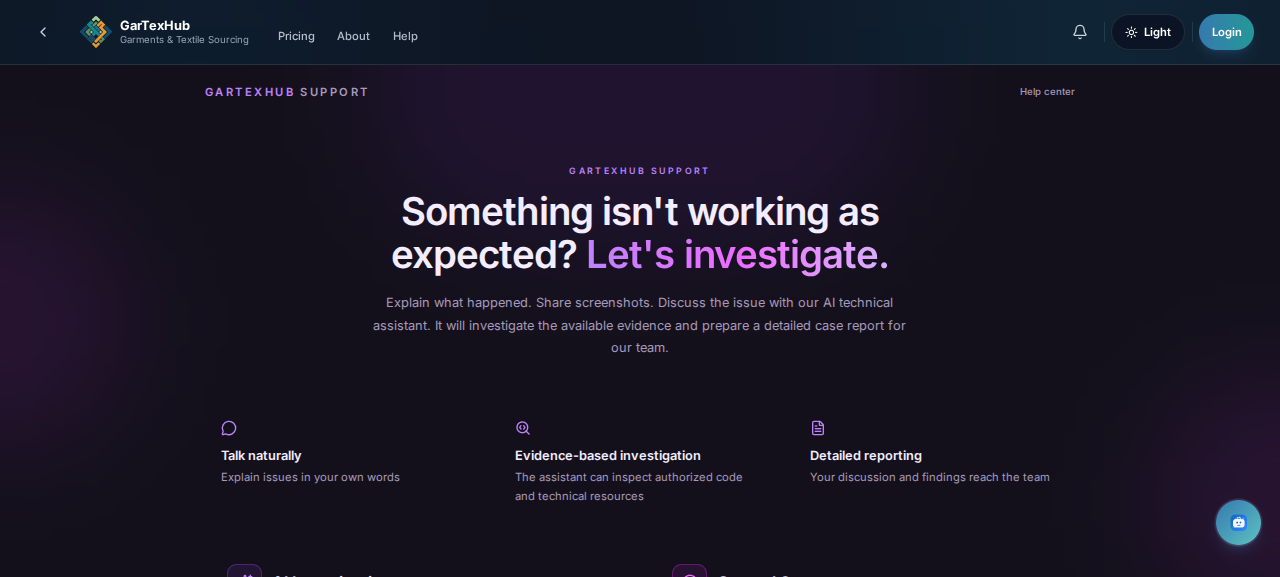 GarTexHub
Garments & Textile Sourcing
Pricing
About
Help
Light
Login
GARTEXHUB SUPPORT
Help center
GARTEXHUB SUPPORT
Something isn't working as
expected? Let's investigate.
Explain what happened. Share screenshots. Discuss the issue with our AI technical
assistant. It will investigate the available evidence and prepare a detailed case report for
our team.
Talk naturally
Explain issues in your own words
Evidence-based investigation
The assistant can inspect authorized code
and technical resources
Detailed reporting
Your discussion and findings reach the team